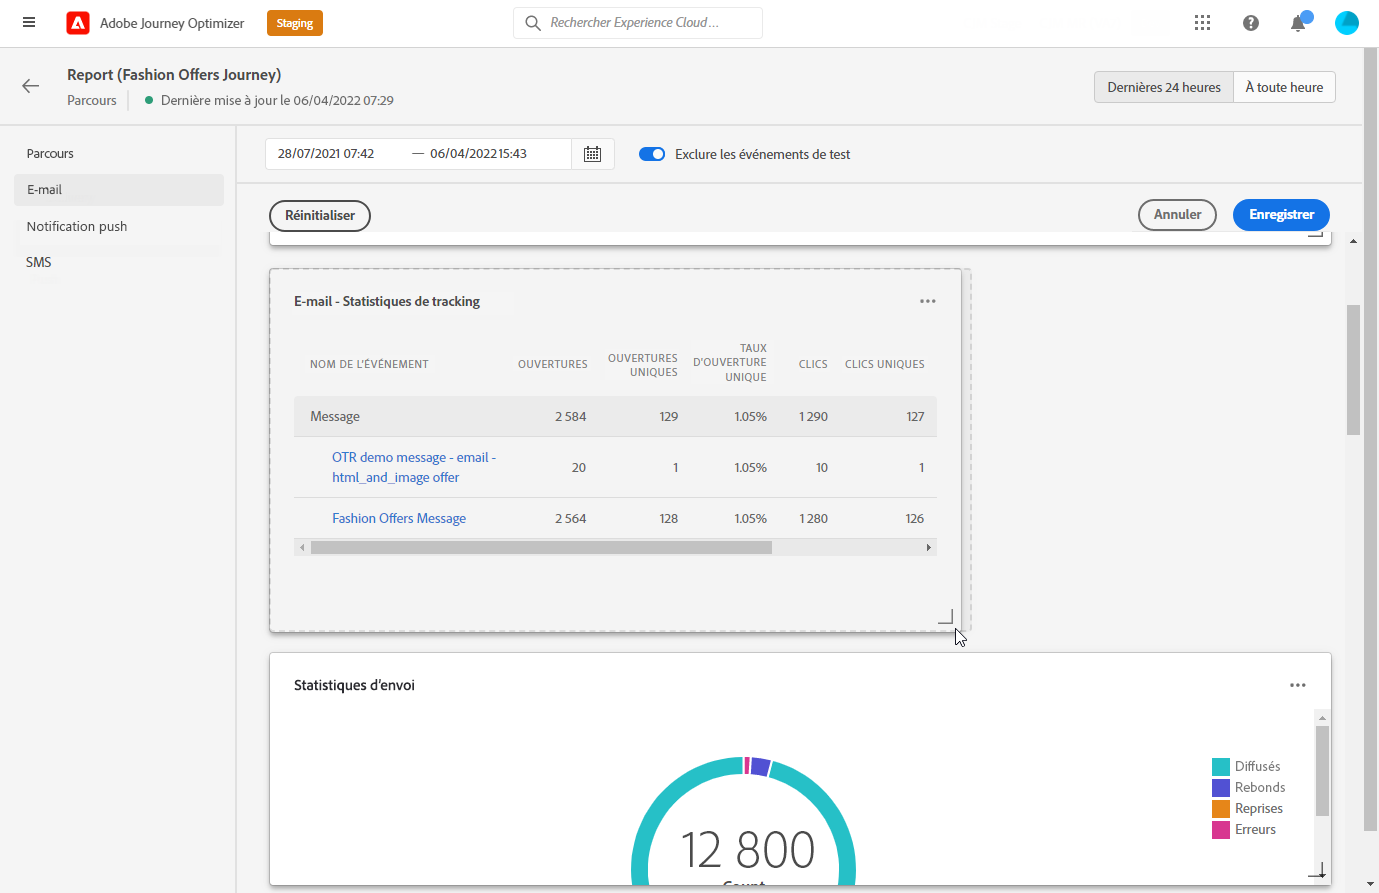 Adobe Journey Optimizer
Staging
Rechercher Experience Cloud...
Report (Fashion Offers Journey)
Parcours
Dernière mise à jour le 06/04/2022 07:29
Dernières 24 heures
À toute heure
Parcours
E-mail
Notification push
SMS
28/07/2021 07:42 — 06/04/2022 15:43
Exclure les événements de test
Réinitialiser
Annuler
Enregistrer
E-mail - Statistiques de tracking
NOM DE L'ÉVÉNEMENT
OUVERTURES
OUVERTURES
UNIQUES
TAUX
D'OUVERTURE
UNIQUE
CLICS
CLICS UNIQUES
Message 2 584 129 1.05% 1 290 127
OTR demo message - email -
html_and_image offer
20 1 1.05% 10 1
Fashion Offers Message 2 564 128 1.05% 1 280 126
Statistiques d'envoi
Diffusés
Rebonds
Reprises
Erreurs
12 800
Count